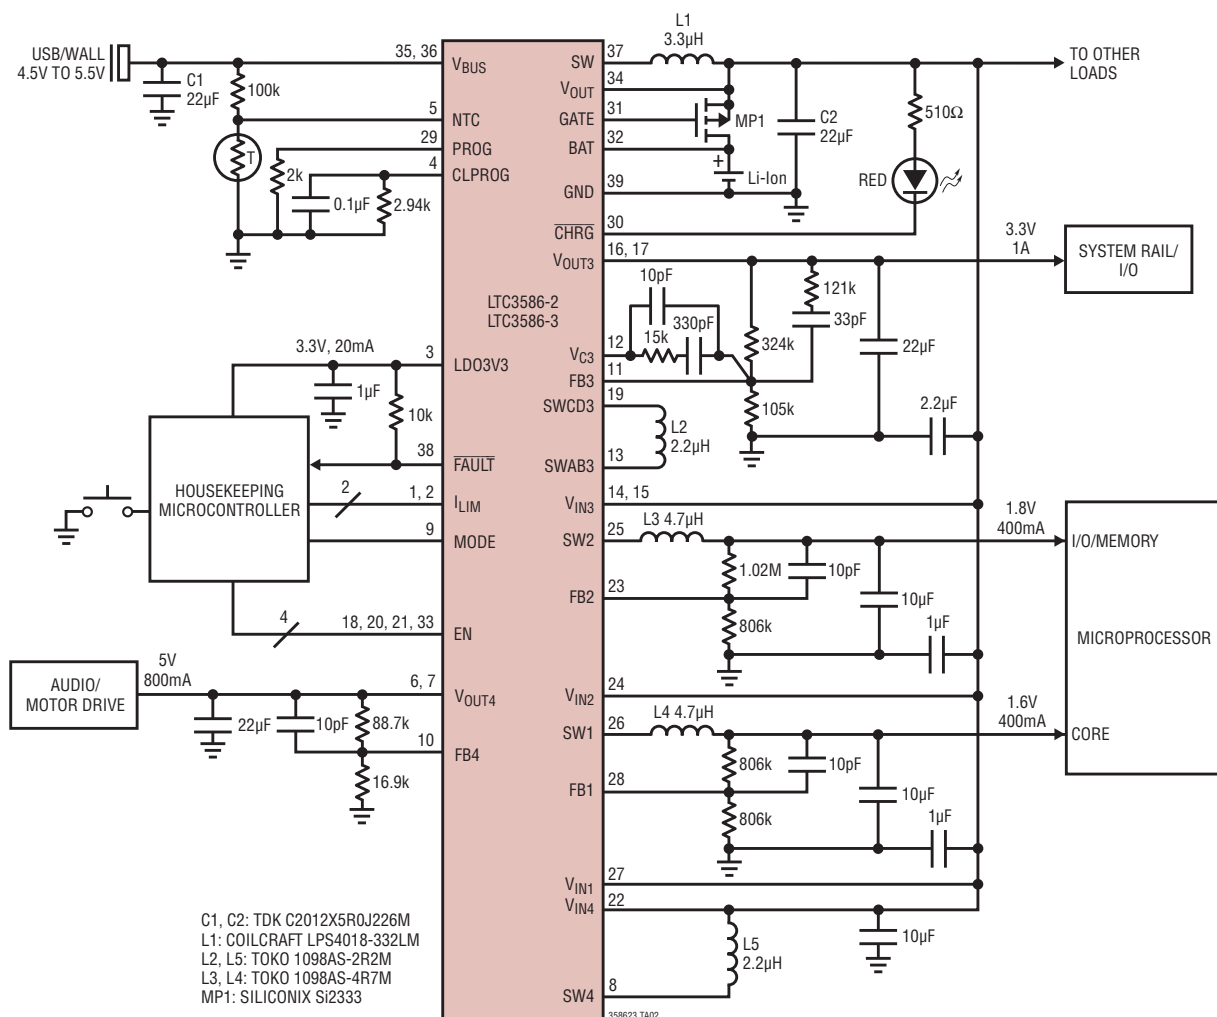 USB/WALL
4.5V TO 5.5V
C1
22µF
100k
T
2k
0.1µF
2.94k
35, 36
5
29
4
VBUS
NTC
PROG
CLPROG
LTC3586-2
LTC3586-3
SW
VOUT
GATE
BAT
GND
CHRG
VOUT3
37
34
31
32
39
30
16, 17
L1
3.3µH
MP1
+
Li-Ion
C2
22µF
510Ω
RED
TO OTHER
LOADS
3.3V
1A
SYSTEM RAIL/
I/O
10pF
330pF
15k
121k
33pF
324k
22µF
105k
2.2µF
VC3
12
FB3
11
SWCD3
19
L2
2.2µH
SWAB3
13
VIN3
14, 15
3.3V, 20mA
3
LDO3V3
1µF
10k
38
FAULT
HOUSEKEEPING
MICROCONTROLLER
2
1, 2
ILIM
9
MODE
4
18, 20, 21, 33
EN
SW2
25
L3 4.7µH
1.02M
10pF
FB2
23
806k
10µF
1µF
1.8V
400mA
I/O/MEMORY
MICROPROCESSOR
CORE
VIN2
24
AUDIO/
MOTOR DRIVE
5V
800mA
6, 7
VOUT4
22µF
10pF
88.7k
10
FB4
16.9k
SW1
26
L4 4.7µH
1.6V
400mA
806k
10pF
FB1
28
806k
10µF
1µF
VIN1
27
VIN4
22
L5
2.2µH
10µF
SW4
8
C1, C2: TDK C2012X5R0J226M
L1: COILCRAFT LPS4018-332LM
L2, L5: TOKO 1098AS-2R2M
L3, L4: TOKO 1098AS-4R7M
MP1: SILICONIX Si2333
358623 TA02